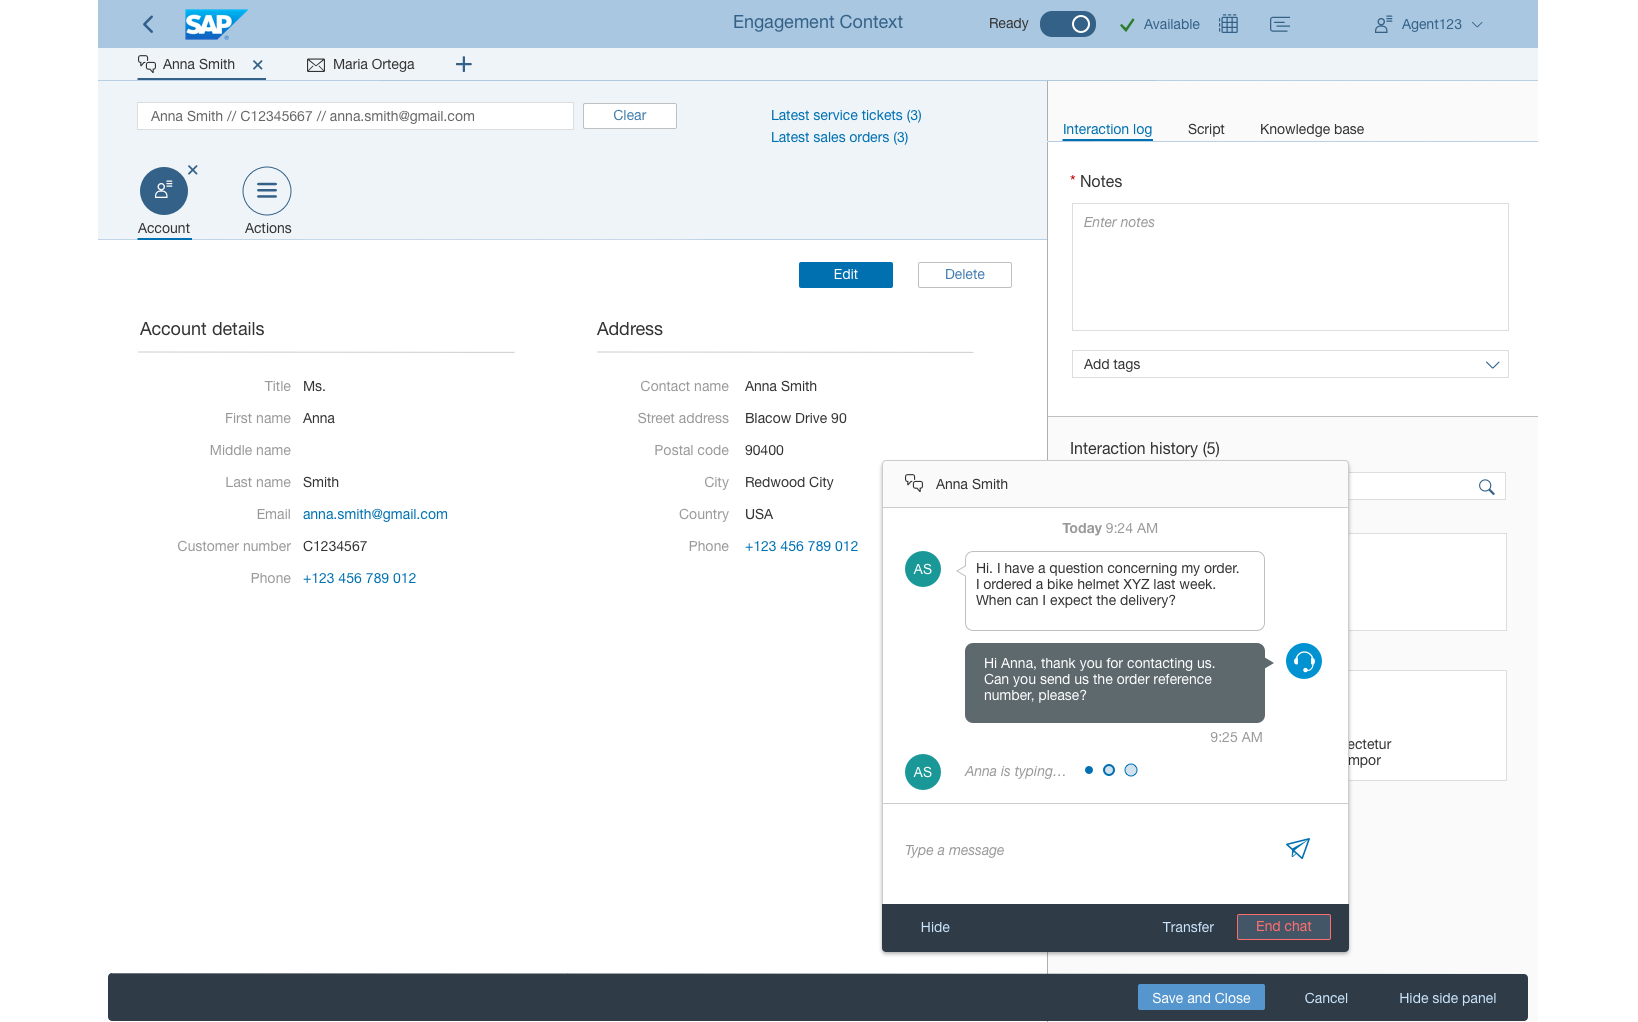 SAP
Engagement Context
Ready
Available
Agent123
Anna Smith
Maria Ortega
Anna Smith // C12345667 // anna.smith@gmail.com
Clear
Latest service tickets (3)
Latest sales orders (3)
Account
Actions
Interaction log
Script
Knowledge base
* Notes
Enter notes
Add tags
Edit
Delete
Account details
Title Ms.
First name Anna
Middle name
Last name Smith
Email anna.smith@gmail.com
Customer number C1234567
Phone +123 456 789 012
Address
Contact name Anna Smith
Street address Blacow Drive 90
Postal code 90400
City Redwood City
Country USA
Phone +123 456 789 012
Interaction history (5)
ectetur
mpor
Anna Smith
Today 9:24 AM
AS
Hi. I have a question concerning my order.
I ordered a bike helmet XYZ last week.
When can I expect the delivery?
Hi Anna, thank you for contacting us.
Can you send us the order reference
number, please?
9:25 AM
AS
Anna is typing...
Type a message
Hide
Transfer
End chat
Save and Close
Cancel
Hide side panel